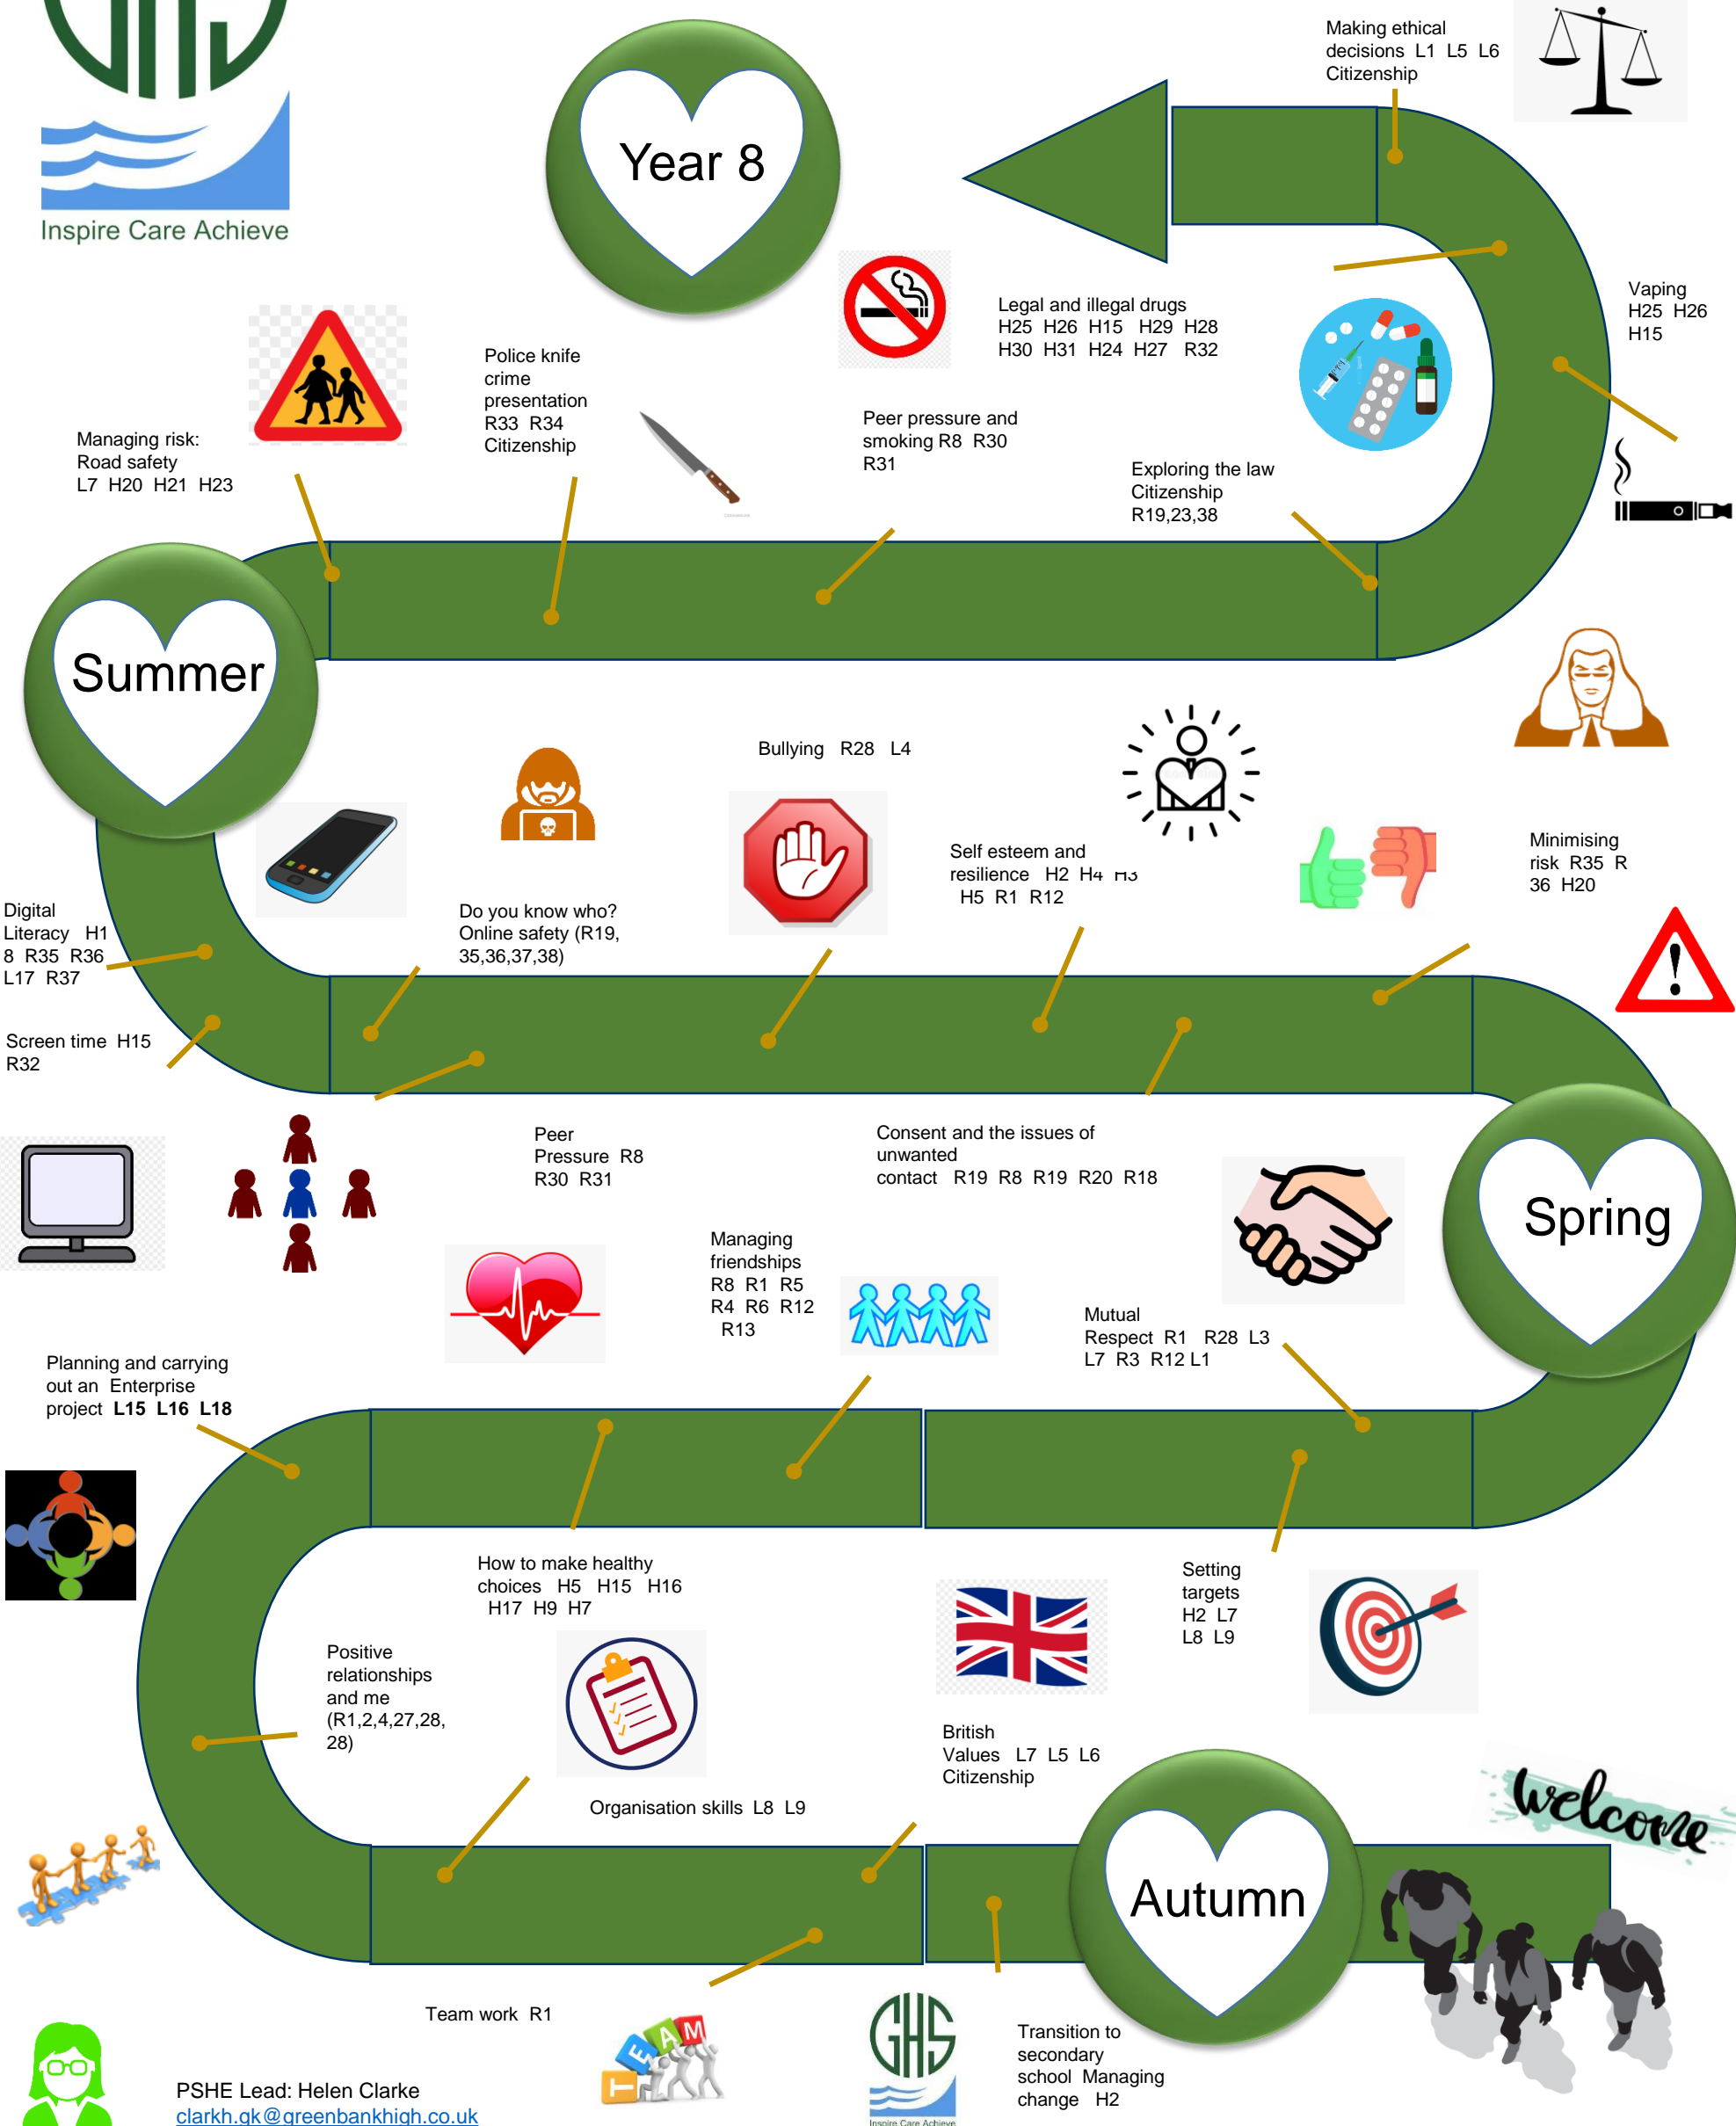 Inspire Care Achieve
Year 8
Making ethical
decisions L1 L5 L6
Citizenship
Vaping
H25 H26
H15
Legal and illegal drugs
H25 H26 H15 H29 H28
H30 H31 H24 H27 R32
Police knife
crime
presentation
R33 R34
Citizenship
Peer pressure and
smoking R8 R30
R31
Managing risk:
Road safety
L7 H20 H21 H23
Exploring the law
Citizenship
R19,23,38
Summer
Bullying R28 L4
Self esteem and
resilience H2 H4 H3
H5 R1 R12
Minimising
risk R35 R
36 H20
Digital
Literacy H1
8 R35 R36
L17 R37
Do you know who?
Online safety (R19,
35,36,37,38)
Screen time H15
R32
Peer
Pressure R8
R30 R31
Consent and the issues of
unwanted
contact R19 R8 R19 R20 R18
Spring
Managing
friendships
R8 R1 R5
R4 R6 R12
R13
Mutual
Respect R1 R28 L3
L7 R3 R12 L1
Planning and carrying
out an Enterprise
project L15 L16 L18
How to make healthy
choices H5 H15 H16
H17 H9 H7
Setting
targets
H2 L7
L8 L9
Positive
relationships
and me
(R1,2,4,27,28,
28)
British
Values L7 L5 L6
Citizenship
Organisation skills L8 L9
welcome
Autumn
Team work R1
TEAM
GHS
Inspire Care Achieve
Transition to
secondary
school Managing
change H2
PSHE Lead: Helen Clarke
clarkh.gk@greenbankhigh.co.uk